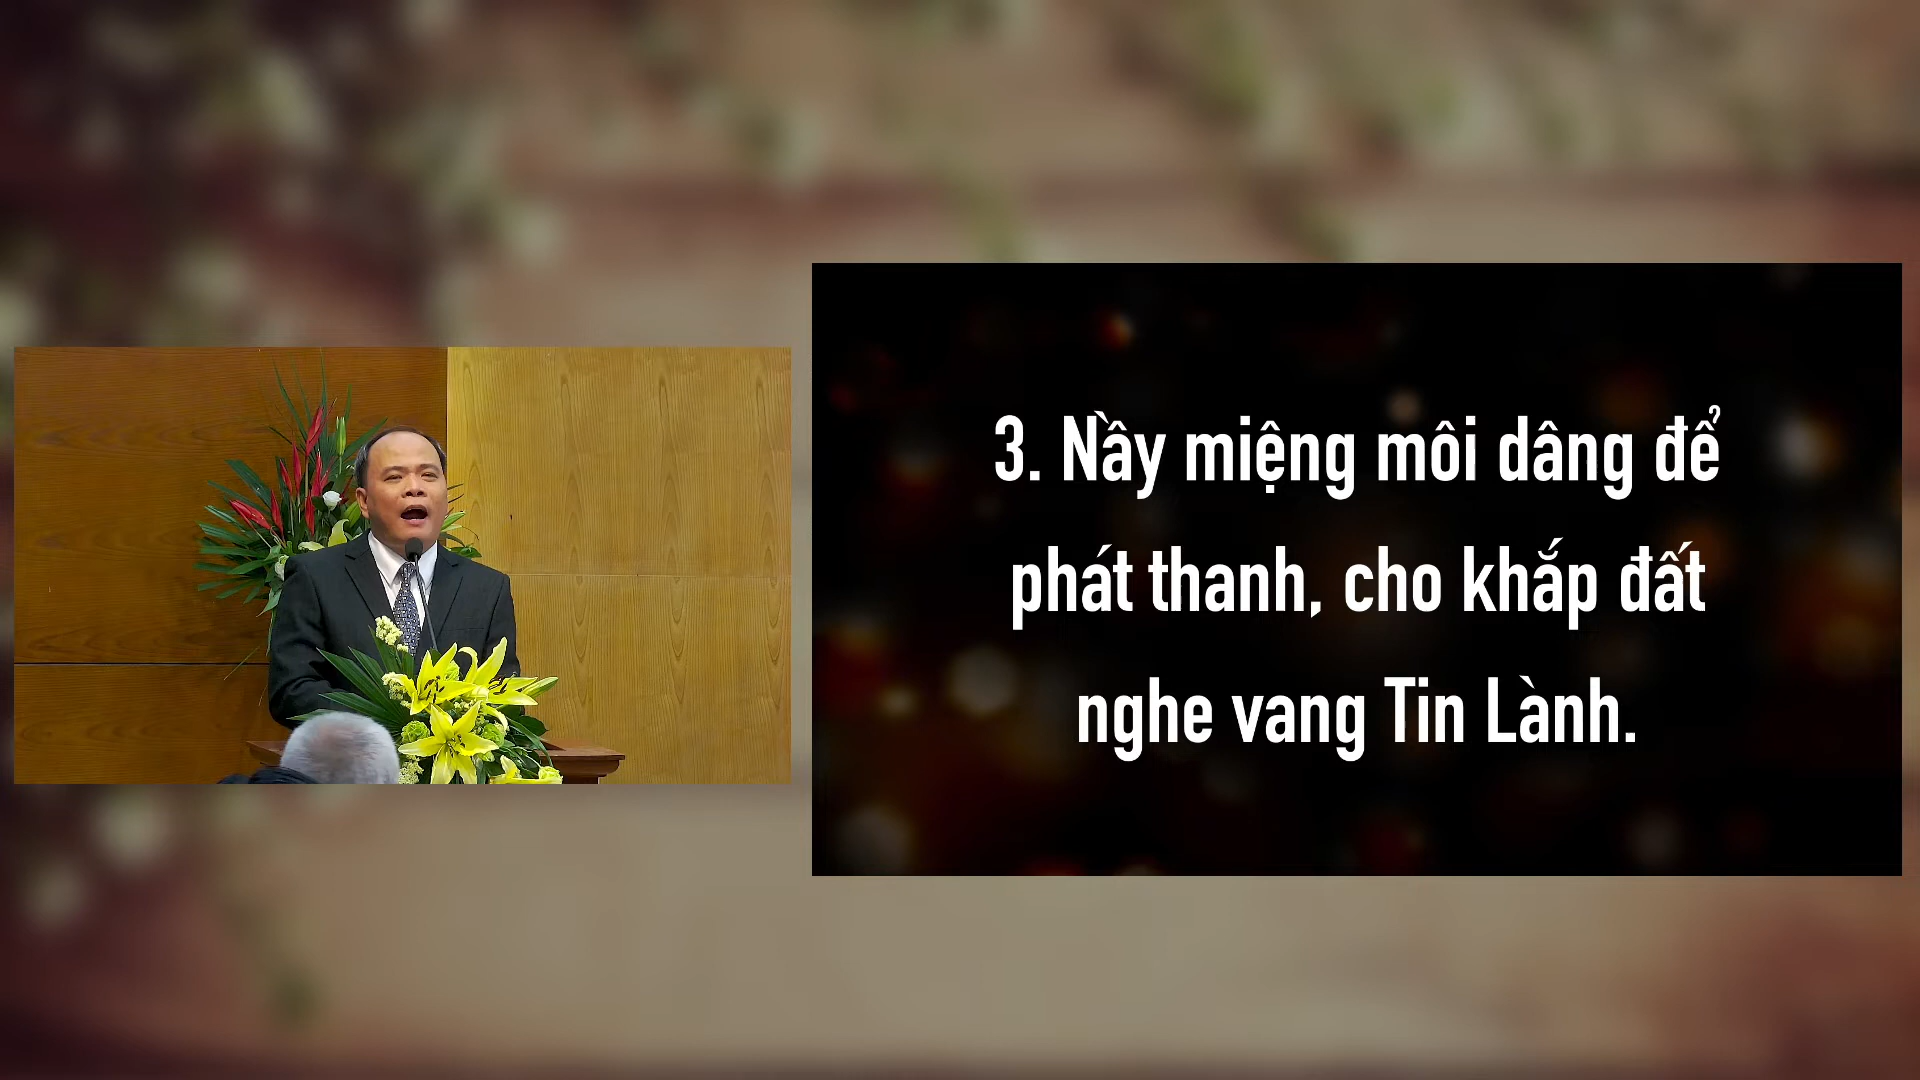 3. Nầy miệng môi dâng để
phát thanh, cho khắp đất
nghe vang Tin Lành.